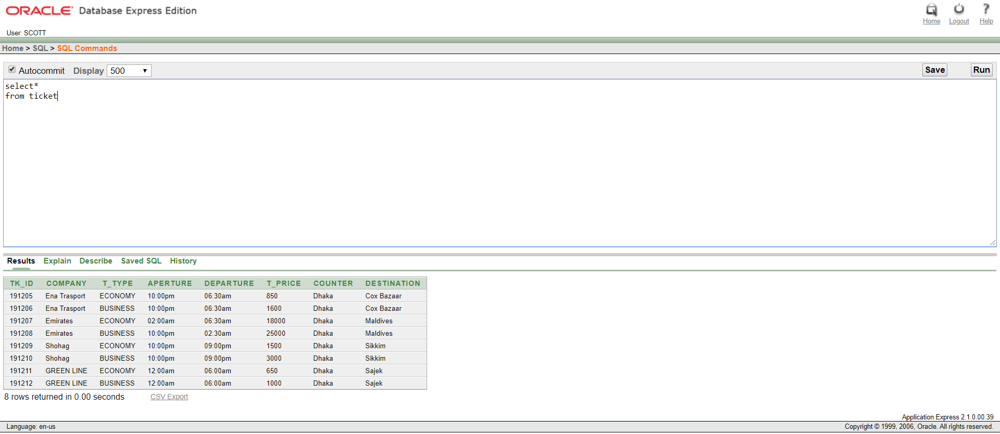 ORACLE Database Express Edition
Home Logout Help
User: SCOTT
Home > SQL > SQL Commands
Autocommit Display 500 Save Run
select*
from ticket
Results Explain Describe Saved SQL History
TK_ID COMPANY T_TYPE APERTURE DEPARTURE T_PRICE COUNTER DESTINATION
191205 Ena Trasport ECONOMY 10:00pm 06:30am 850 Dhaka Cox Bazaar
191206 Ena Trasport BUSINESS 10:00pm 06:30am 1600 Dhaka Cox Bazaar
191207 Emirates ECONOMY 02:00am 06:30am 18000 Dhaka Maldives
191208 Emirates BUSINESS 10:00pm 02:30am 25000 Dhaka Maldives
191209 Shohag ECONOMY 10:00pm 09:00pm 1500 Dhaka Sikkim
191210 Shohag BUSINESS 10:00pm 09:00pm 3000 Dhaka Sikkim
191211 GREEN LINE ECONOMY 12:00am 06:00am 650 Dhaka Sajek
191212 GREEN LINE BUSINESS 12:00am 06:00am 1000 Dhaka Sajek
8 rows returned in 0.00 seconds CSV Export
Application Express 2.1.0.00.39
Language: en-us Copyright © 1999, 2006, Oracle. All rights reserved.